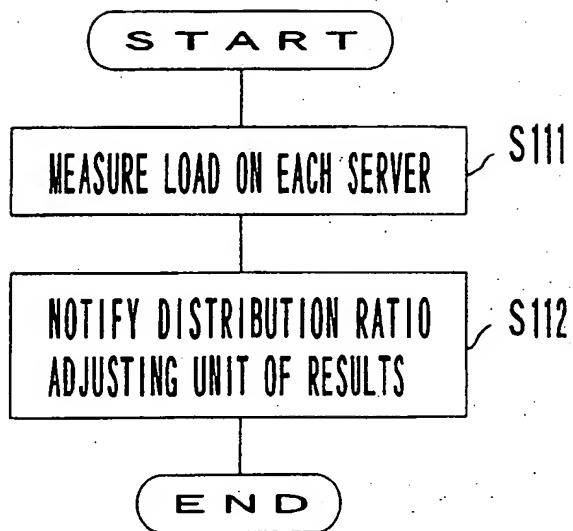 START
MEASURE LOAD ON EACH SERVER
S111
NOTIFY DISTRIBUTION RATIO
ADJUSTING UNIT OF RESULTS
S112
END